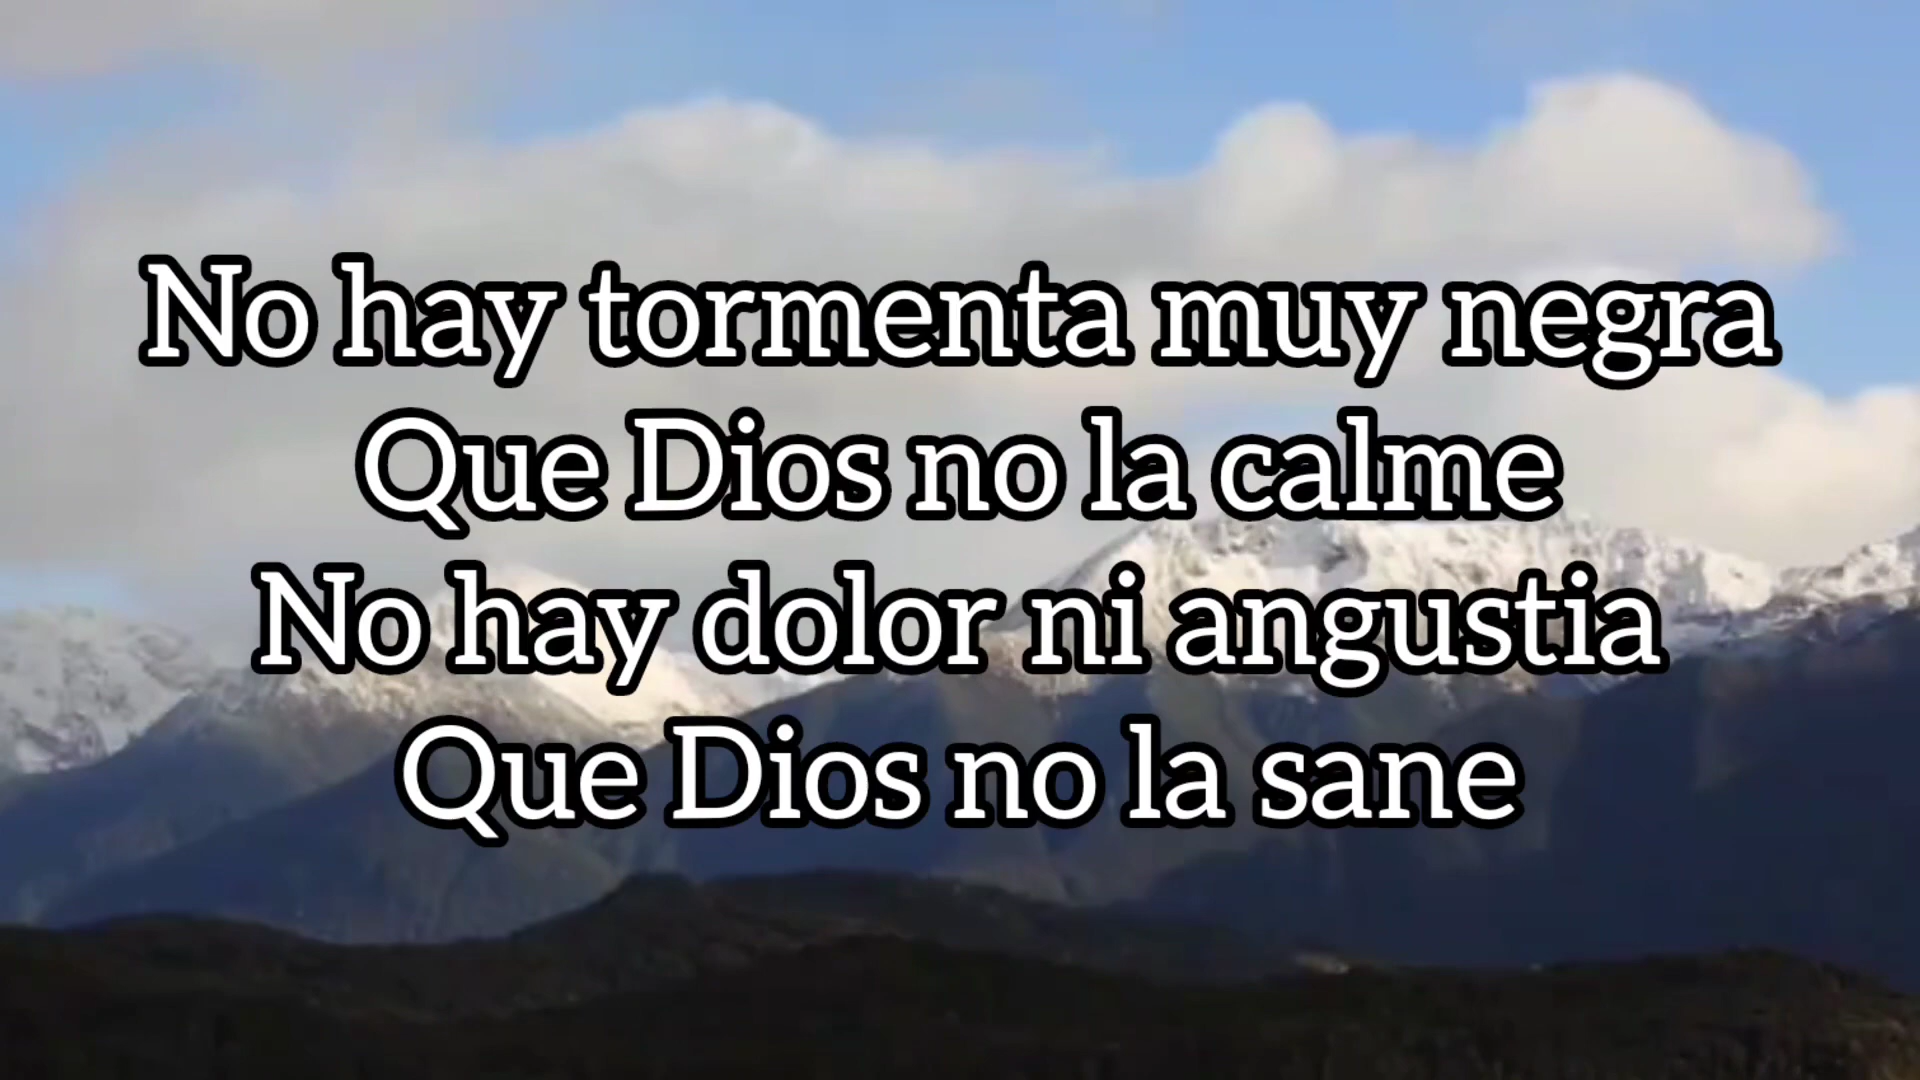 No hay tormenta muy negra
Que Dios no la calme
No hay dolor ni angustia
Que Dios no la sane